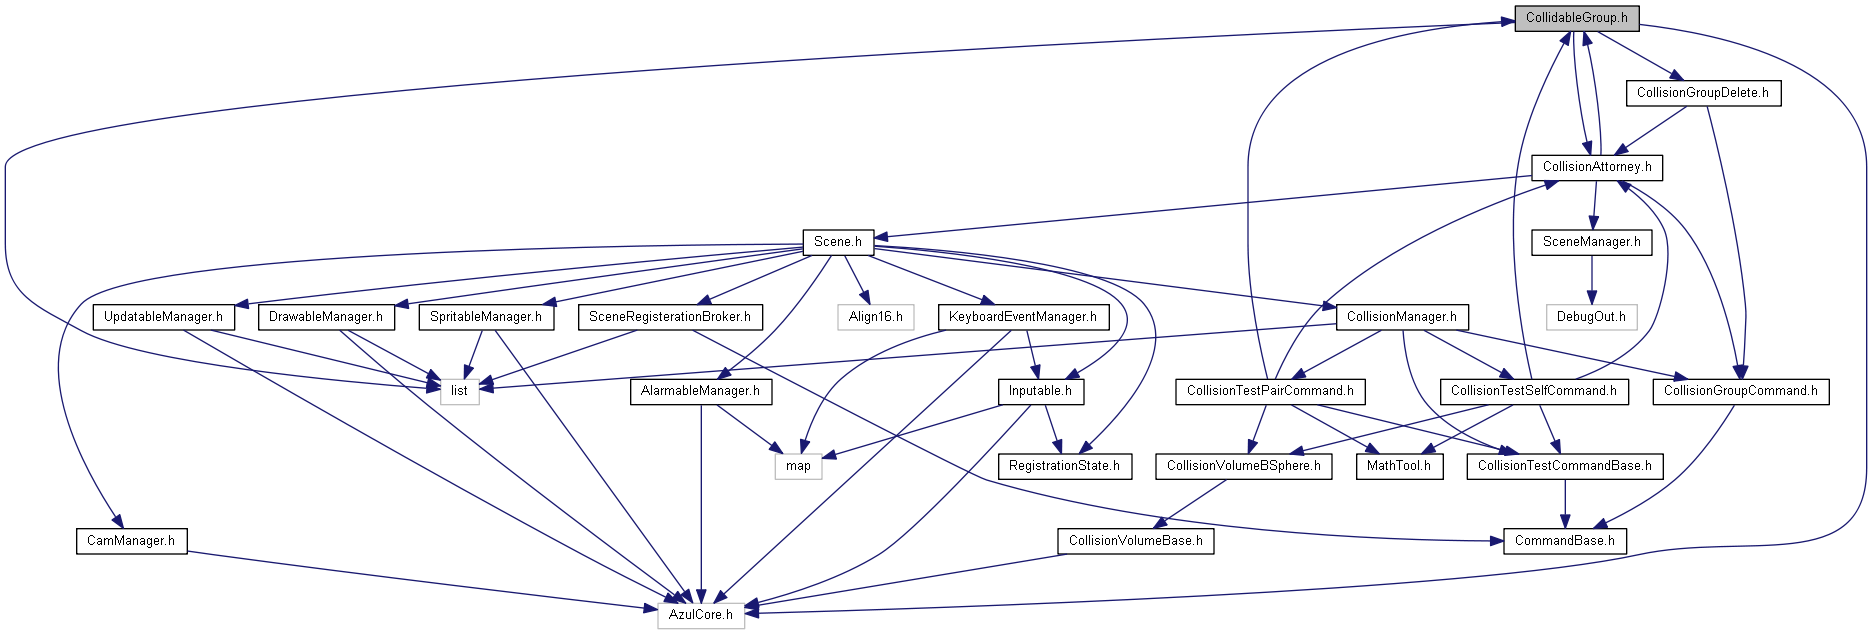 CollidableGroup.h
CollisionGroupDelete.h
CollisionAttorney.h
Scene.h
SceneManager.h
UpdatableManager.h
DrawableManager.h
SpritableManager.h
SceneRegisterationBroker.h
Align16.h
KeyboardEventManager.h
CollisionManager.h
DebugOut.h
list
AlarmableManager.h
Inputable.h
CollisionTestPairCommand.h
CollisionTestSelfCommand.h
CollisionGroupCommand.h
map
RegistrationState.h
CollisionVolumeBSphere.h
MathTool.h
CollisionTestCommandBase.h
CamManager.h
CollisionVolumeBase.h
CommandBase.h
AzulCore.h